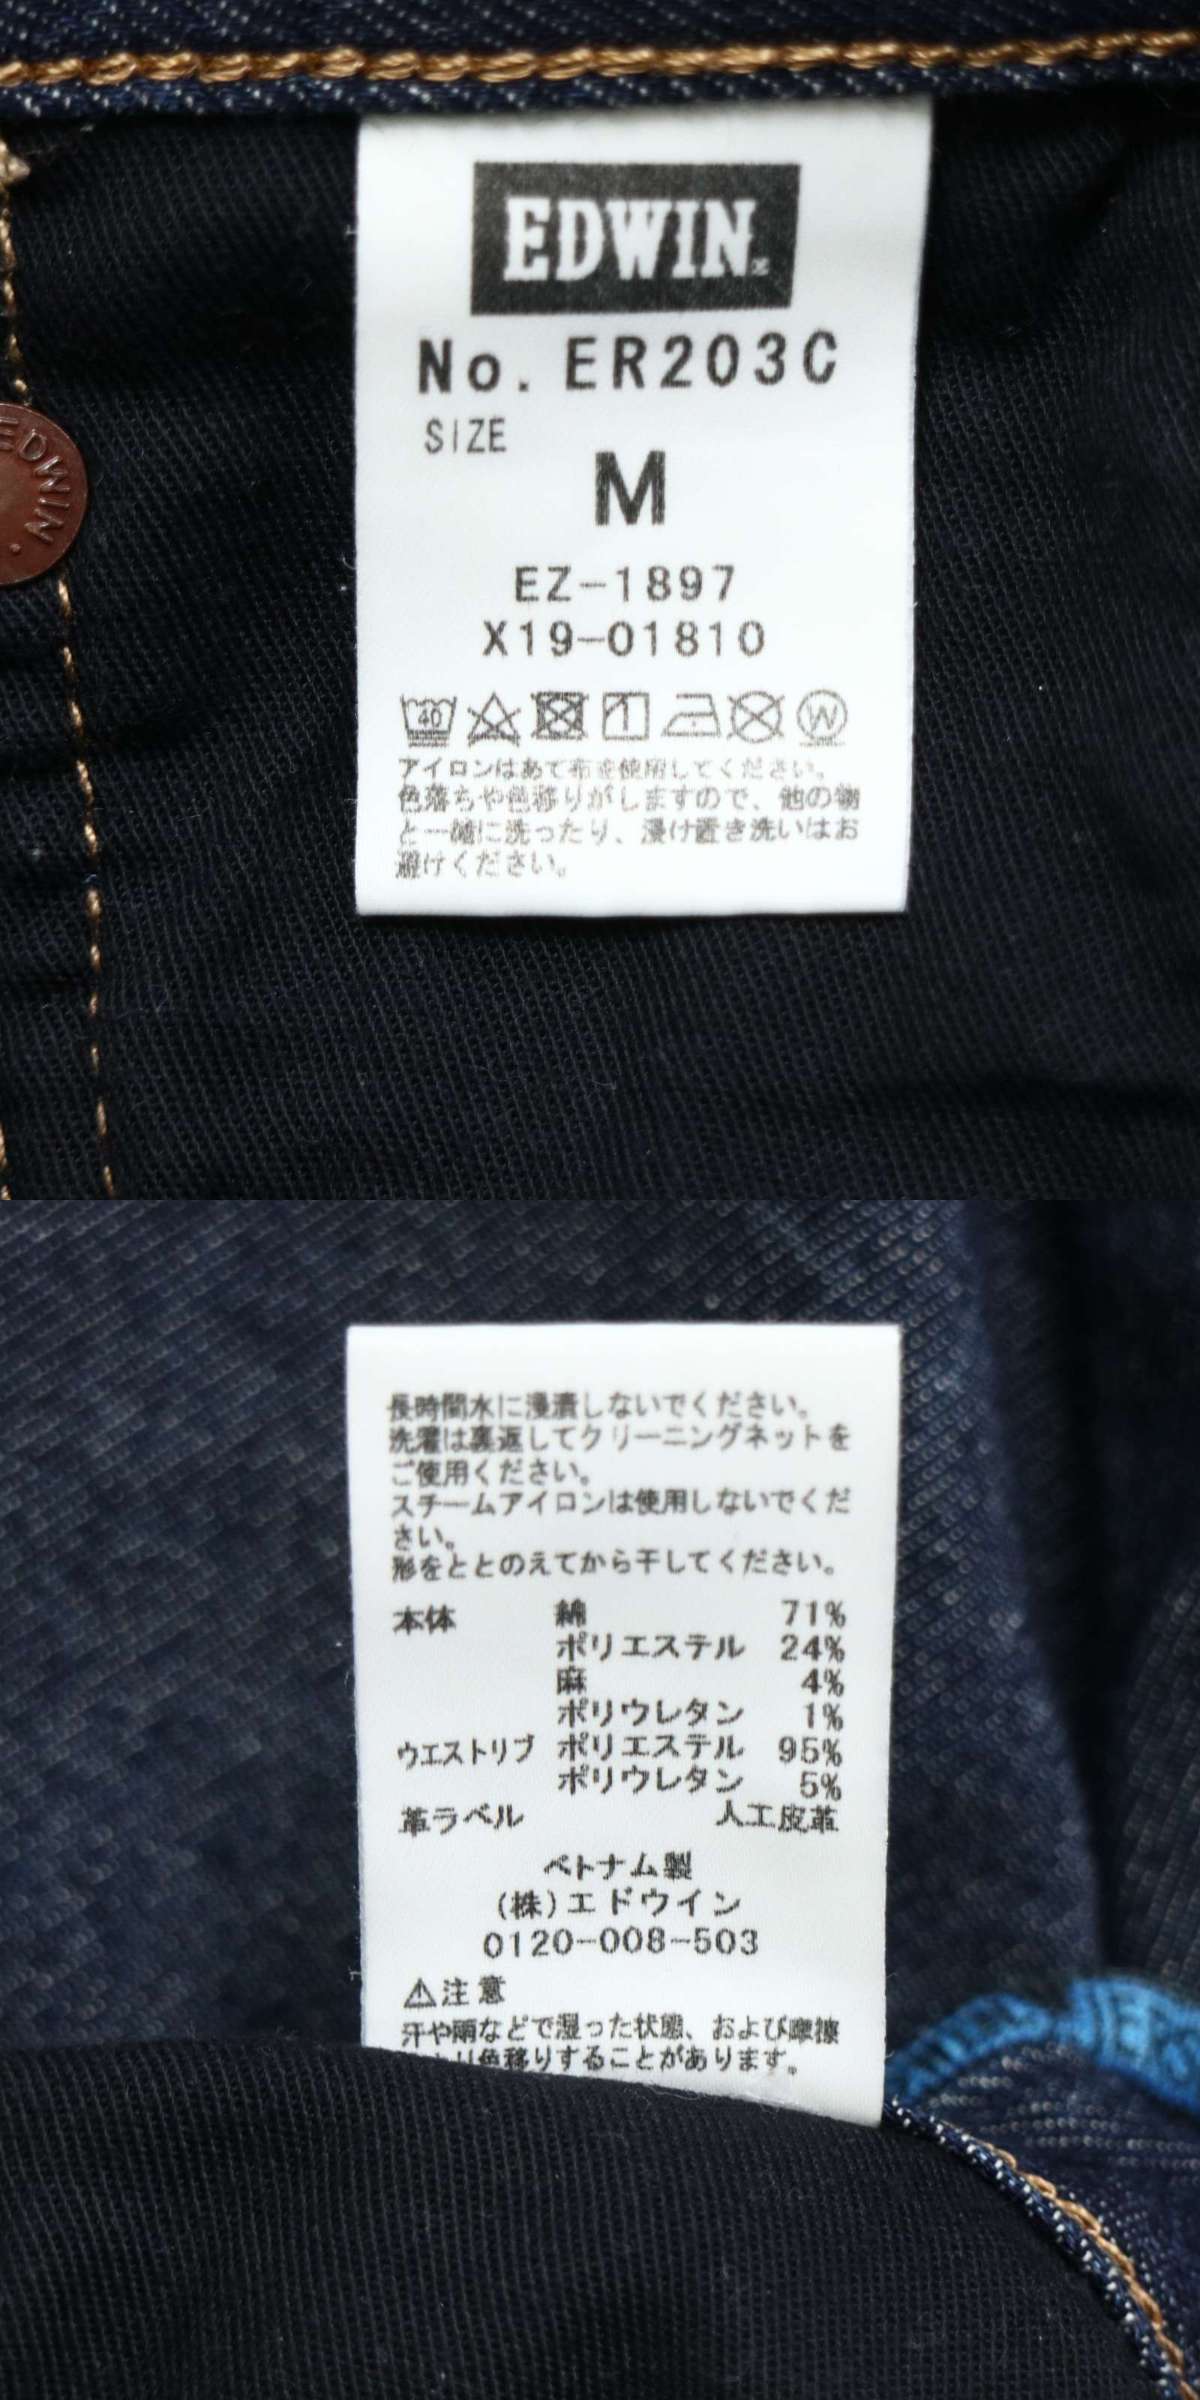 EDWIN
No. ER203C
SIZE
M
EZ-1897
X19-01810
40
W
アイロンはあて布を使用してください。
色落ちや色移りがしますので、他の物
と一緒に洗ったり、浸け置き洗いはお
避けください。
EDWIN.
長時間水に浸漬しないでください。
洗濯は裏返してクリーニングネットを
ご使用ください。
スチームアイロンは使用しないでくだ
さい。
形をととのえてから干してください。
本体 綿 71%
ポリエステル 24%
麻 4%
ポリウレタン 1%
ウエストリブ ポリエステル 95%
ポリウレタン 5%
革ラベル 人工皮革
ベトナム製
(株)エドウイン
0120-008-503
⚠注意
汗や雨などで湿った状態、および摩擦
り色移りすることがあります。